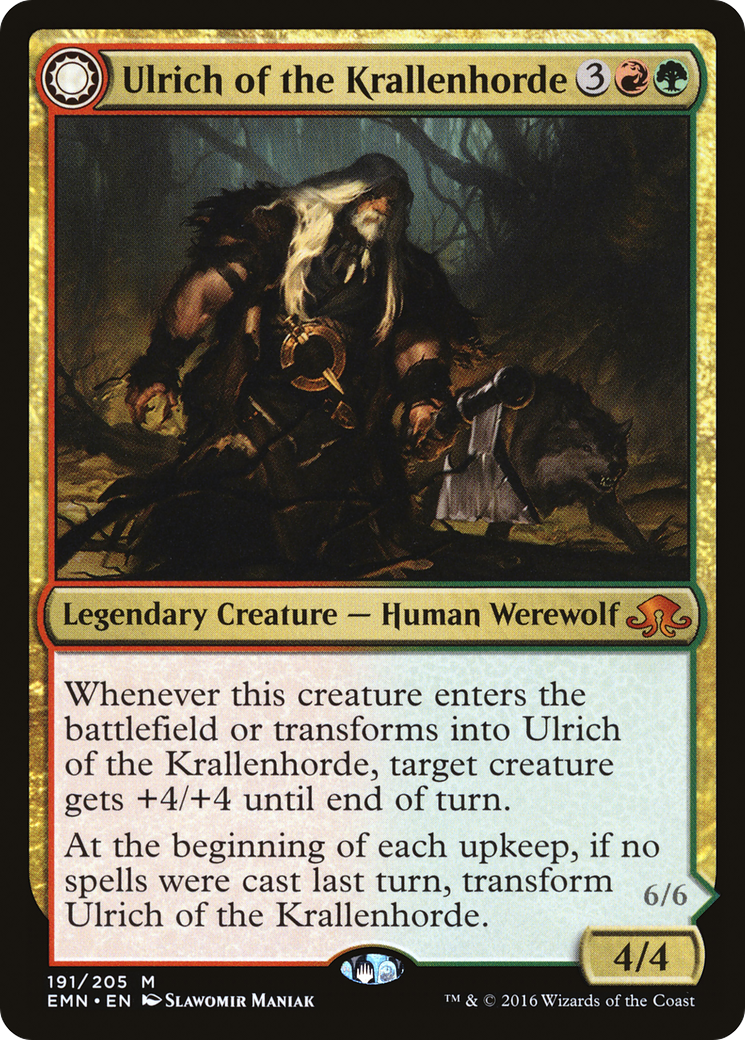 Ulrich of the Krallenhorde 3
Legendary Creature — Human Werewolf
Whenever this creature enters the
battlefield or transforms into Ulrich
of the Krallenhorde, target creature
gets +4/+4 until end of turn.
At the beginning of each upkeep, if no
spells were cast last turn, transform
Ulrich of the Krallenhorde.
6/6
4/4
191/205 M
EMN • EN Slawomir Maniak
™ & © 2016 Wizards of the Coast